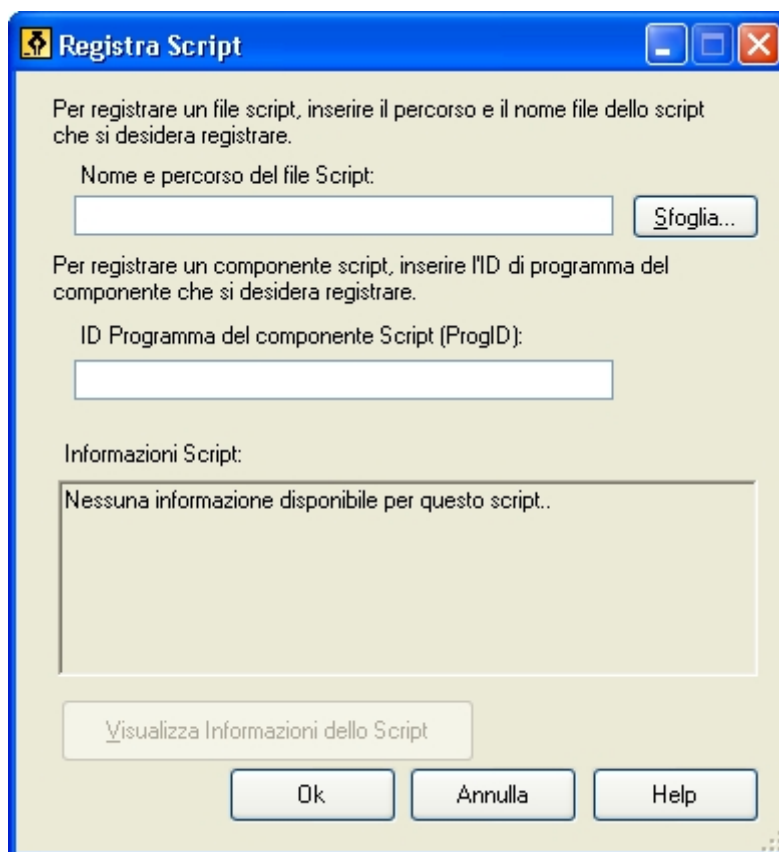 Registra Script
Per registrare un file script, inserire il percorso e il nome file dello script
che si desidera registrare.
Nome e percorso del file Script:
Sfoglia...
Per registrare un componente script, inserire l'ID di programma del
componente che si desidera registrare.
ID Programma del componente Script (ProgID):
Informazioni Script:
Nessuna informazione disponibile per questo script..
Visualizza Informazioni dello Script
Ok Annulla Help